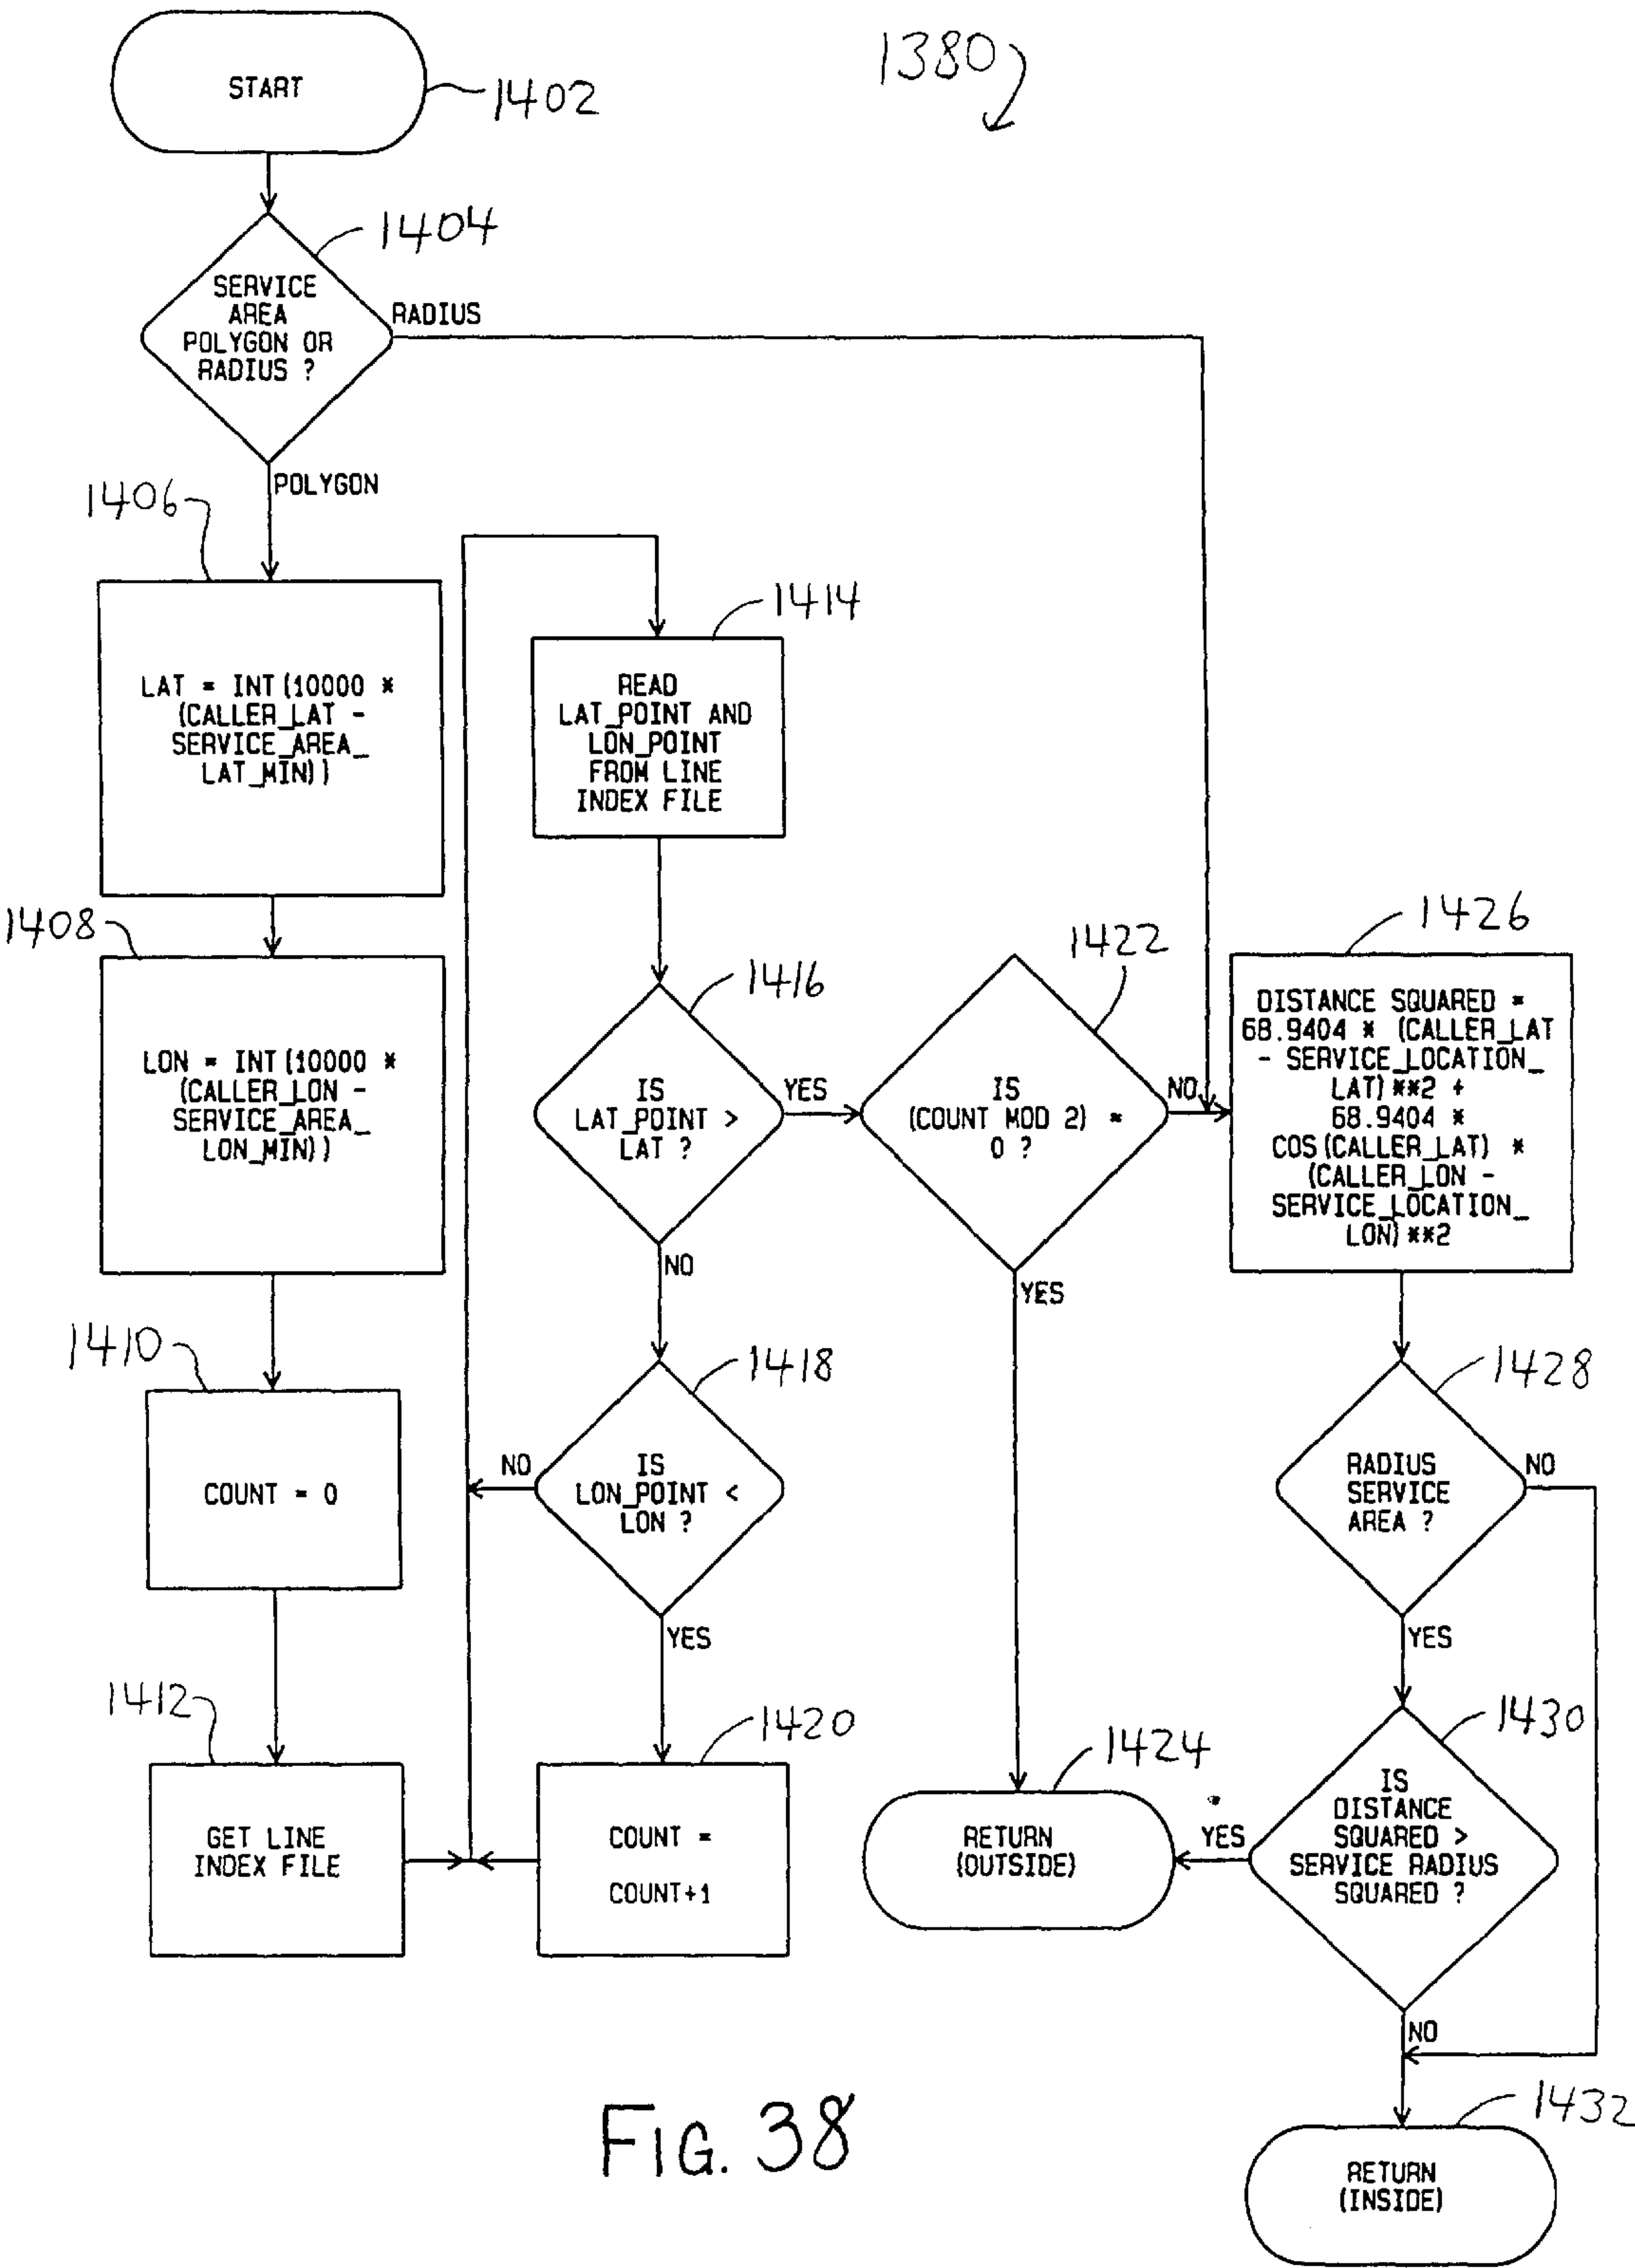 1380
START
1402
1404
SERVICE
AREA
POLYGON OR
RADIUS ?
RADIUS
POLYGON
1406
LAT = INT(10000 *
(CALLER_LAT -
SERVICE_AREA_
LAT_MIN))
1408
LON = INT(10000 *
(CALLER_LON -
SERVICE_AREA_
LON_MIN))
1410
COUNT = 0
1412
GET LINE
INDEX FILE
1414
READ
LAT_POINT AND
LON_POINT
FROM LINE
INDEX FILE
1416
IS
LAT_POINT >
LAT ?
YES
NO
1418
IS
LON_POINT <
LON ?
NO
YES
1420
COUNT =
COUNT+1
1422
IS
(COUNT MOD 2) =
0 ?
NO
YES
1424
RETURN
(OUTSIDE)
1426
DISTANCE SQUARED =
68.9404 * (CALLER_LAT
- SERVICE_LOCATION_
LAT)**2 +
68.9404 *
COS(CALLER_LAT) *
(CALLER_LON -
SERVICE_LOCATION_
LON)**2
1428
RADIUS
SERVICE
AREA ?
NO
YES
1430
IS
DISTANCE
SQUARED >
SERVICE RADIUS
SQUARED ?
YES
NO
1432
RETURN
(INSIDE)
FIG. 38